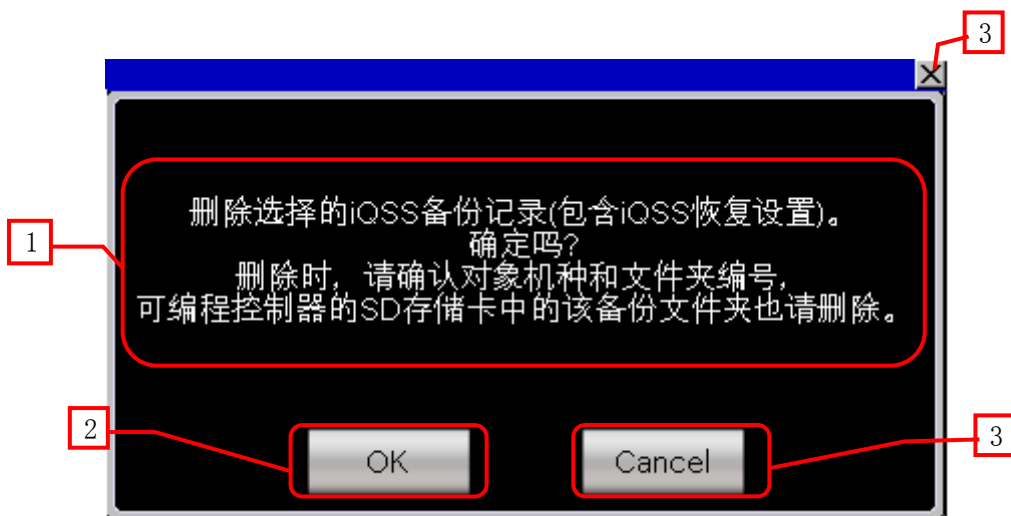 3
删除选择的iQSS备份记录(包含iQSS恢复设置)。
确定吗?
删除时，请确认对象机种和文件夹编号，
可编程控制器的SD存储卡中的该备份文件夹也请删除。
1
2
OK
Cancel
3